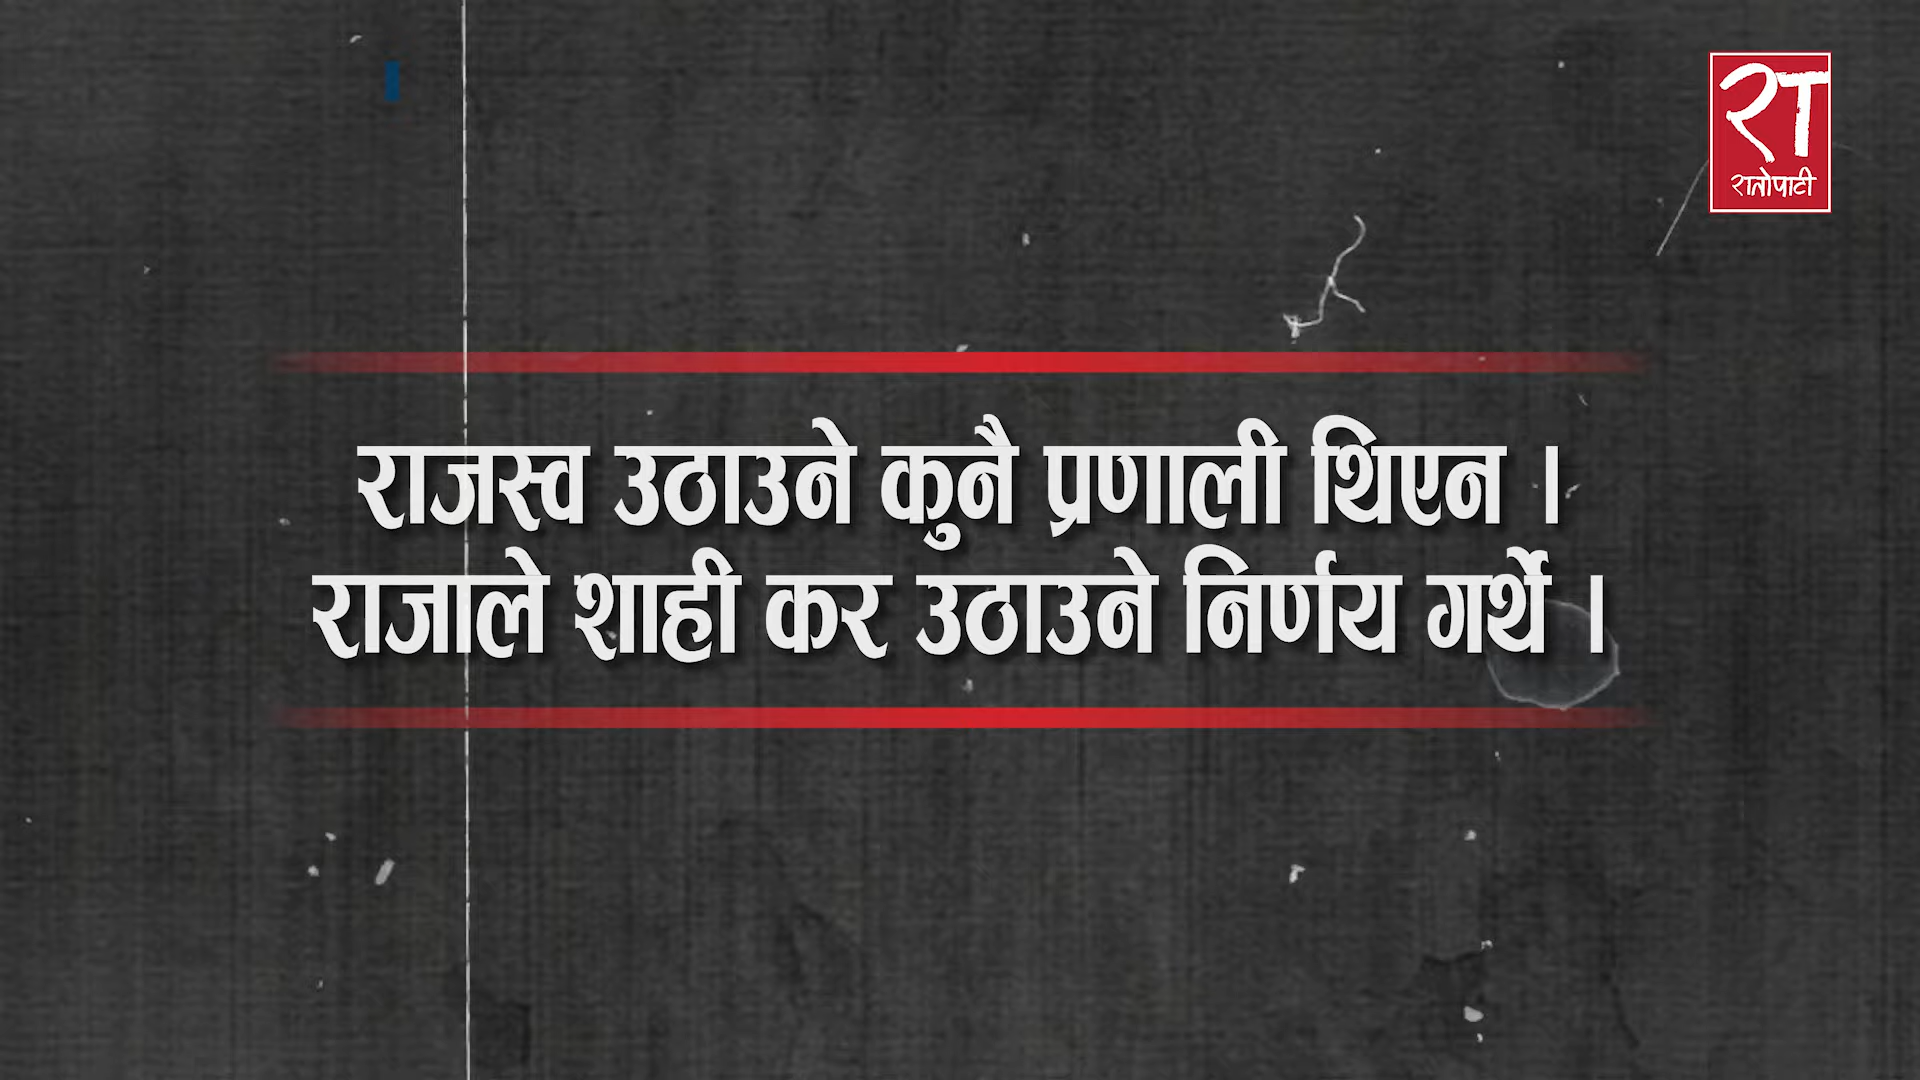 रा
रातोपाटी
राजस्व उठाउने कुनै प्रणाली थिएन ।
राजाले शाही कर उठाउने निर्णय गर्थे ।